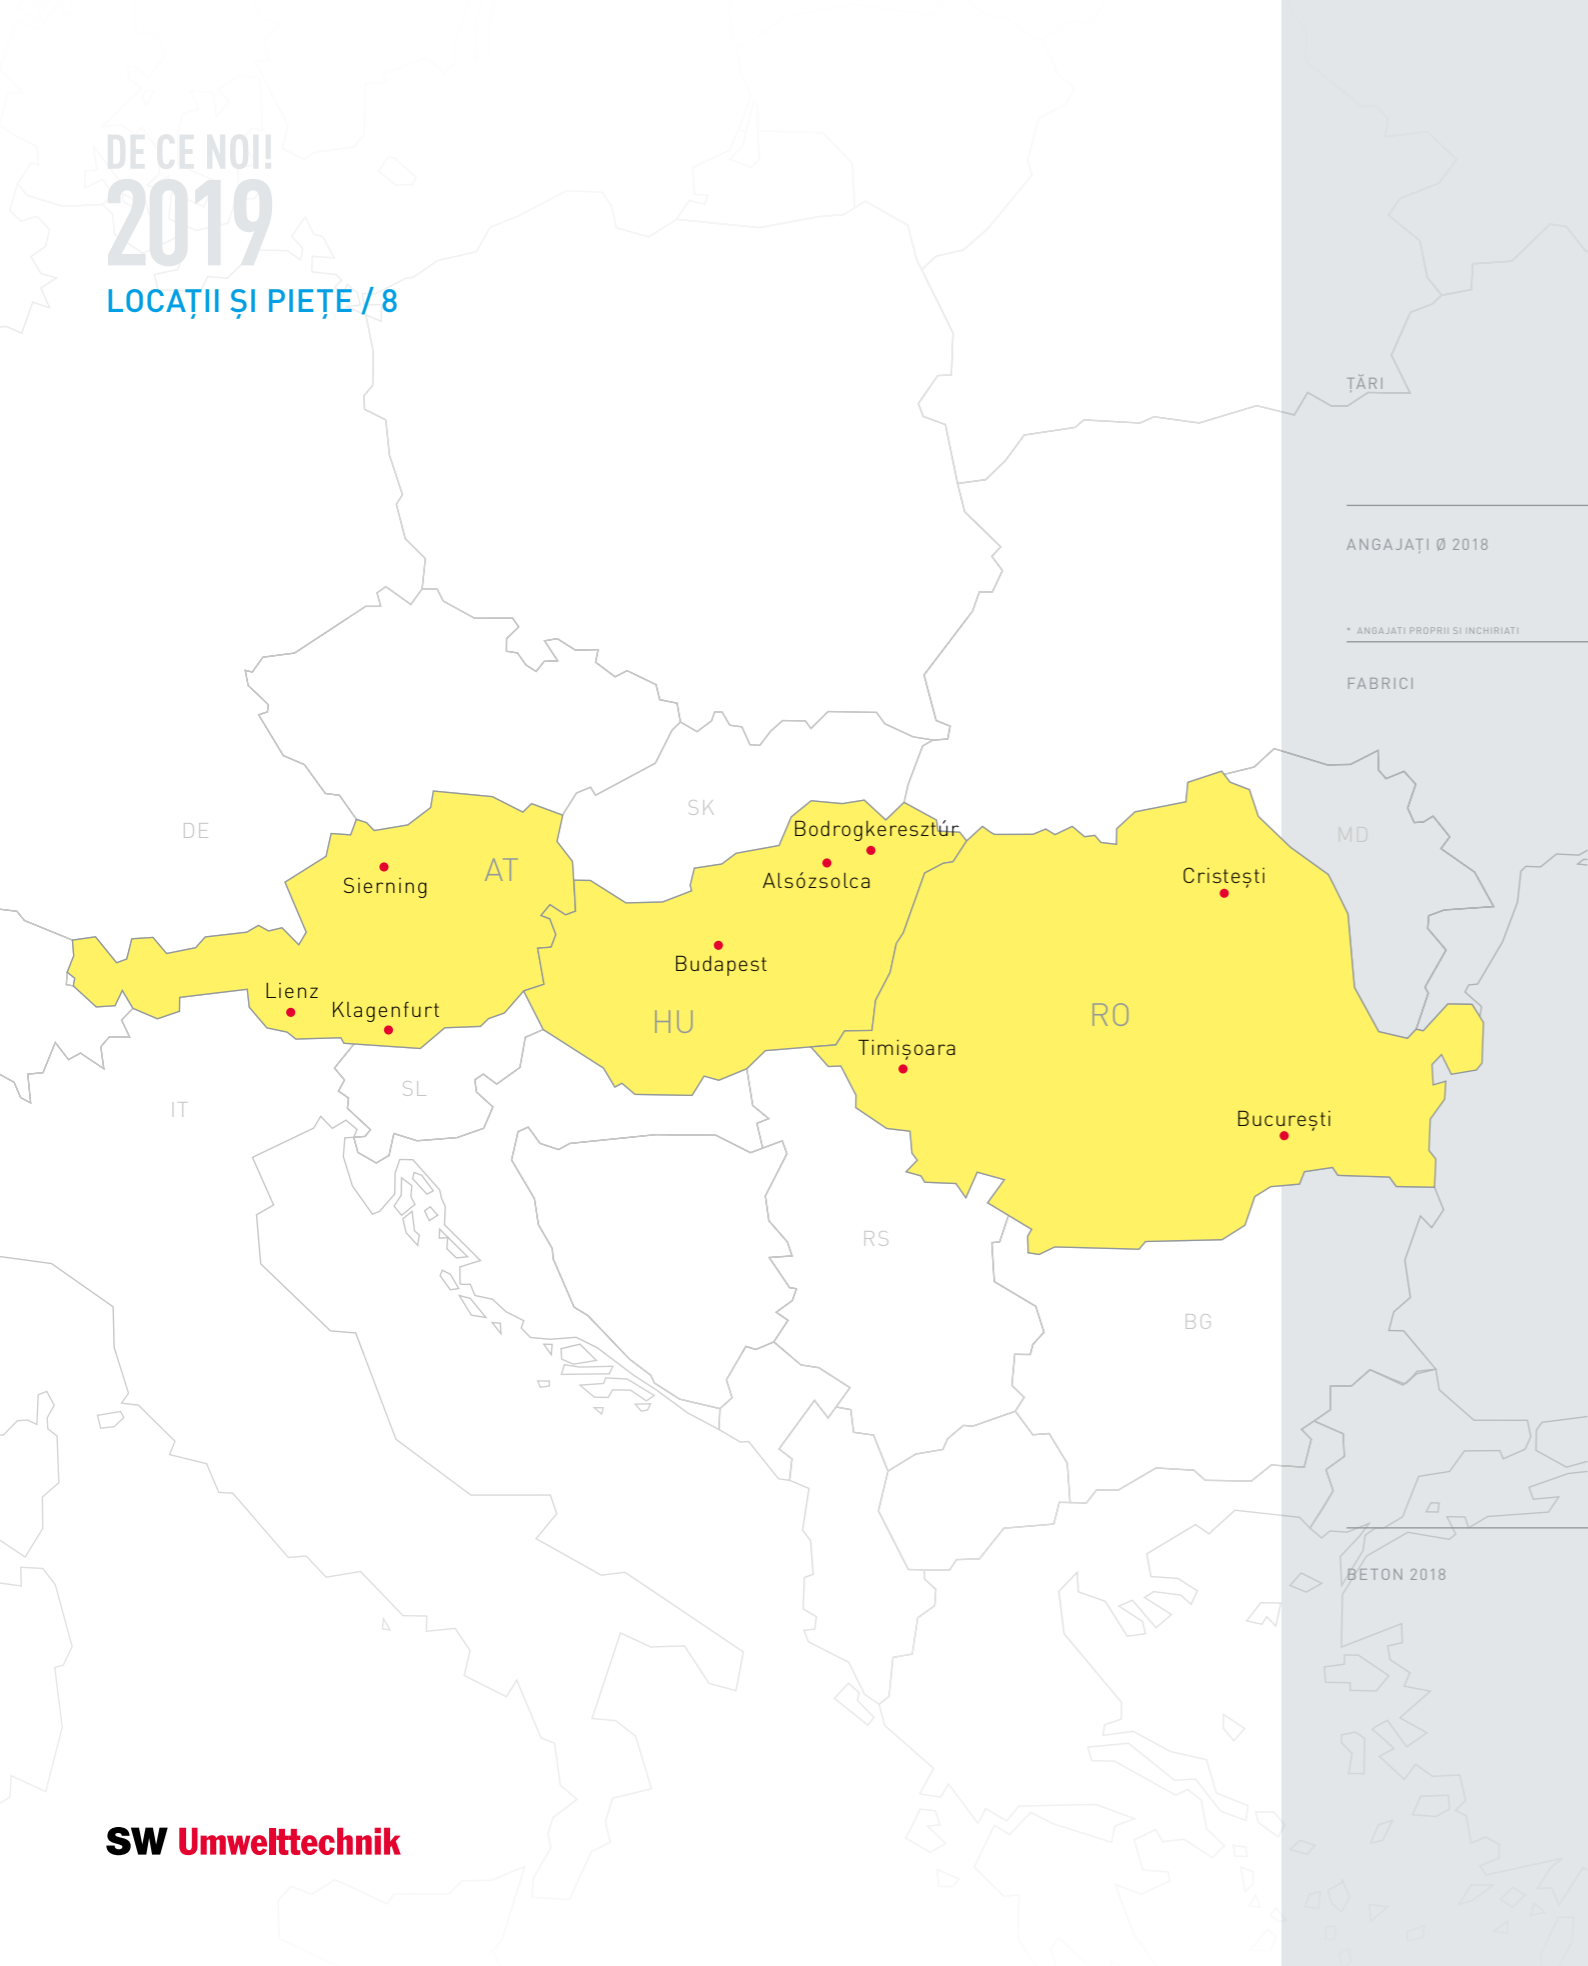 DE CE NOI!
2019
LOCAȚII ȘI PIEȚE / 8
ȚĂRI
ANGAJAȚI Ø 2018
* ANGAJATI PROPRII SI INCHIRIATI
FABRICI
SK
DE
Bodrogkeresztúr
MD
AT
Sierning
Alsózsolca
Cristești
Budapest
Lienz
Klagenfurt
HU
RO
Timișoara
SL
IT
București
RS
BG
BETON 2018
SW Umwelttechnik